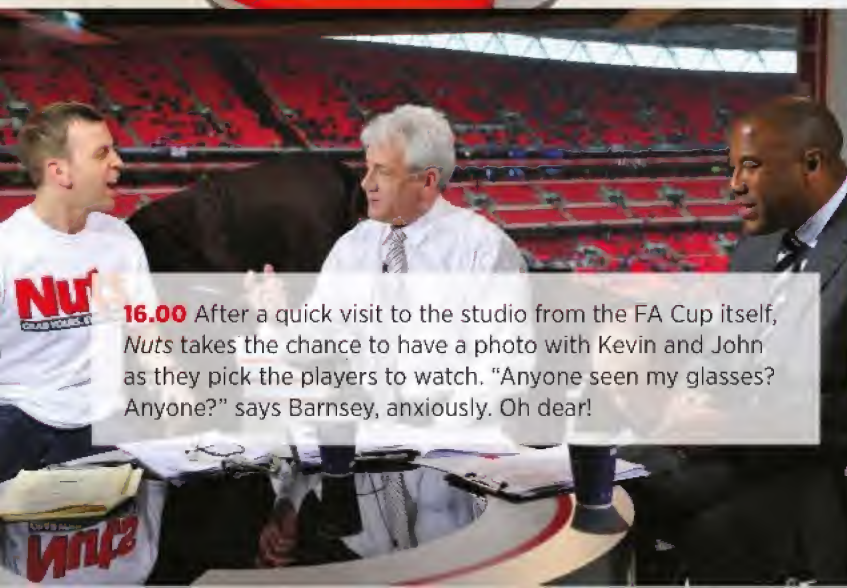 Nuts
16.00 After a quick visit to the studio from the FA Cup itself,
Nuts takes the chance to have a photo with Kevin and John
as they pick the players to watch. “Anyone seen my glasses?
Anyone?” says Barnsey, anxiously. Oh dear!
Nuts